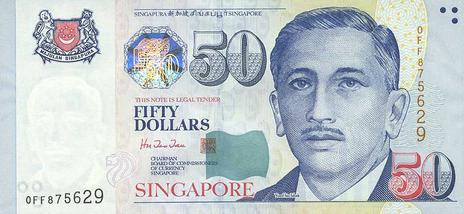 SINGAPURA 新加坡 சிங்கப்பூர் SINGAPORE
MAJULAH SINGAPURA
50
THIS NOTE IS LEGAL TENDER
FIFTY
DOLLARS
CHAIRMAN
BOARD OF COMMISSIONERS
OF CURRENCY
SINGAPORE
SINGAPORE
50
0FF875629
0FF875629